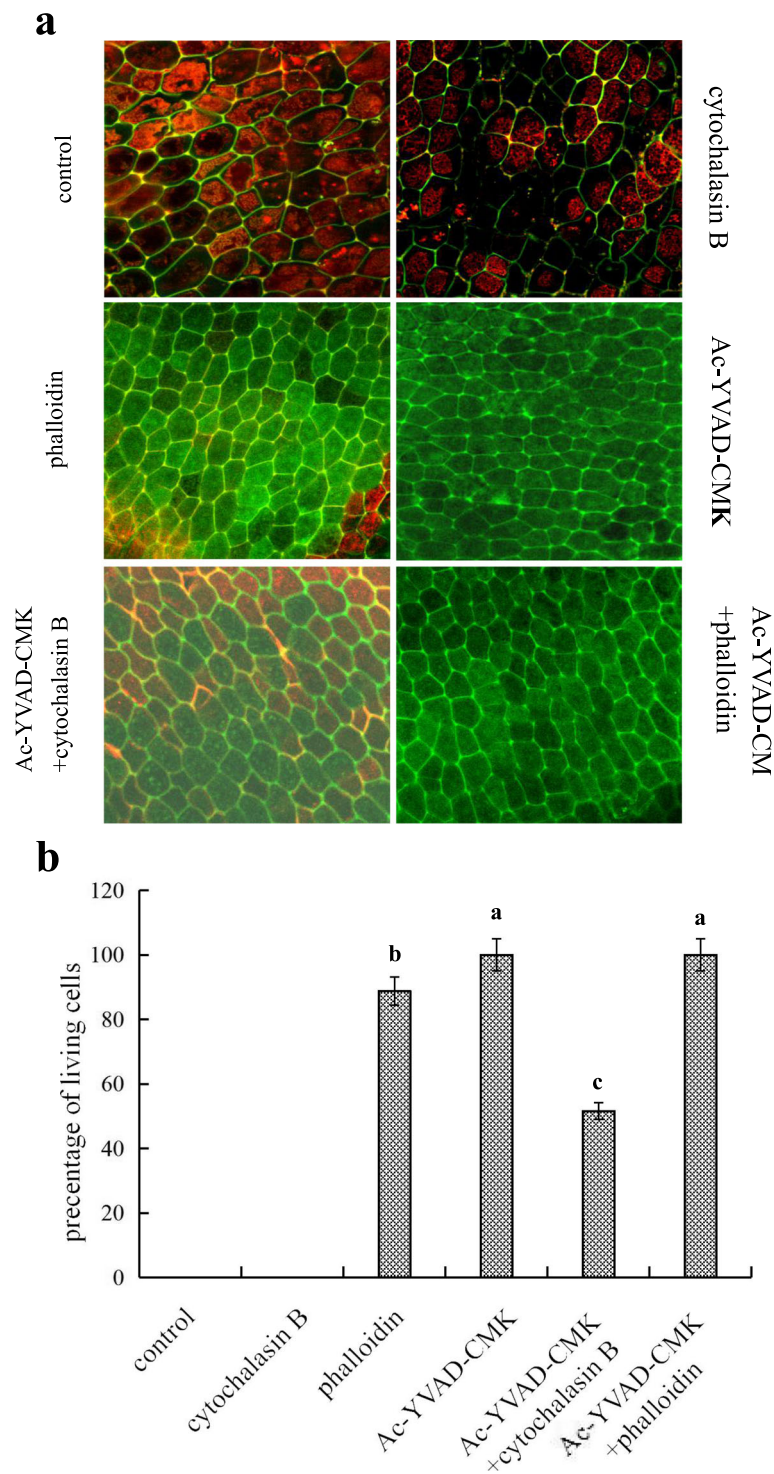 a
control
cytochalasin B
phalloidin
Ac-YVAD-CMK
Ac-YVAD-CMK
+cytochalasin B
Ac-YVAD-CM
+phalloidin
b
precentage of living cells
120
100
80
60
40
20
0
b
a
c
a
control
cytochalasin B
phalloidin
Ac-YVAD-CMK
Ac-YVAD-CMK
+cytochalasin B
Ac-YVAD-CMK
+phalloidin